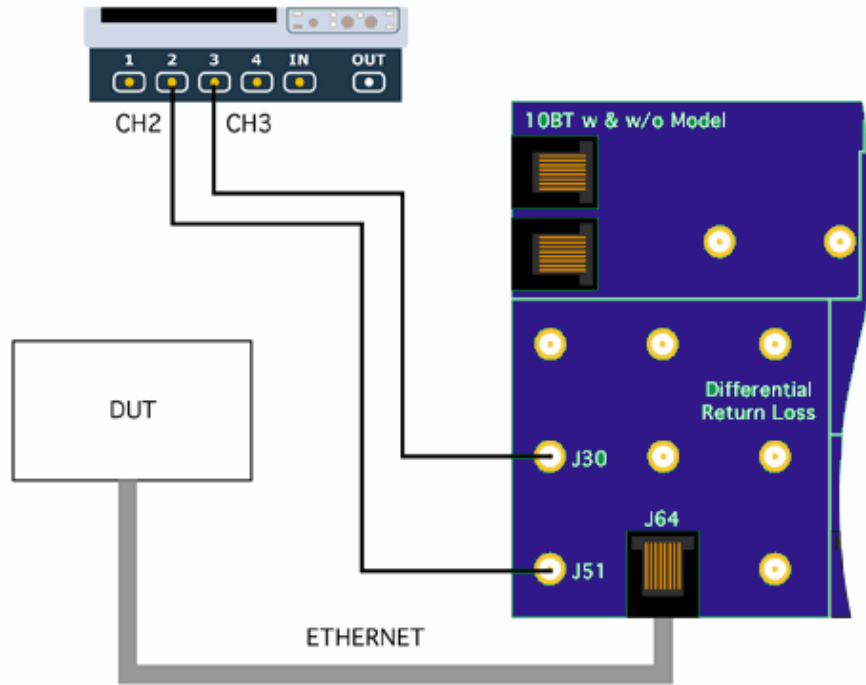 1 2 3 4 IN OUT
CH2 CH3
10BT w & w/o Model
DUT
Differential
Return Loss
J30
J64
J51
ETHERNET